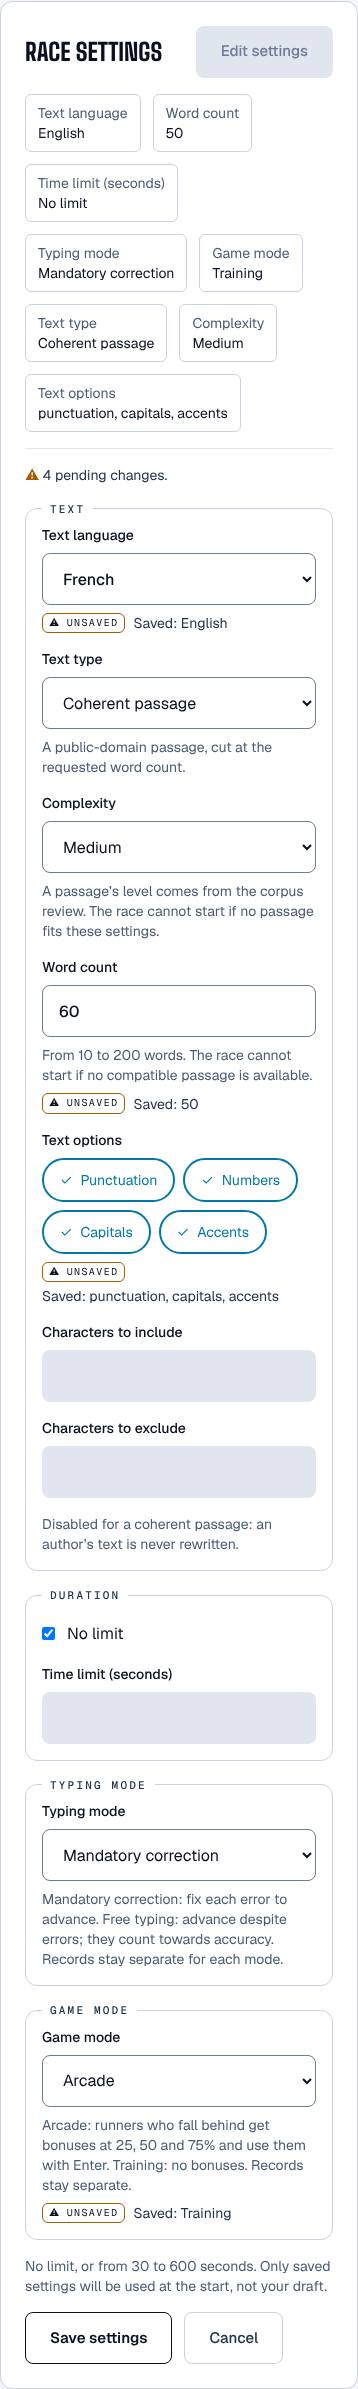 RACE SETTINGS
Edit settings
Text language
English
Word count
50
Time limit (seconds)
No limit
Typing mode
Mandatory correction
Game mode
Training
Text type
Coherent passage
Complexity
Medium
Text options
punctuation, capitals, accents
4 pending changes.
TEXT
Text language
French
UNSAVED Saved: English
Text type
Coherent passage
A public-domain passage, cut at the
requested word count.
Complexity
Medium
A passage's level comes from the corpus
review. The race cannot start if no passage
fits these settings.
Word count
60
From 10 to 200 words. The race cannot
start if no compatible passage is available.
UNSAVED Saved: 50
Text options
✓ Punctuation ✓ Numbers
✓ Capitals ✓ Accents
UNSAVED
Saved: punctuation, capitals, accents
Characters to include
Characters to exclude
Disabled for a coherent passage: an
author's text is never rewritten.
DURATION
No limit
Time limit (seconds)
TYPING MODE
Typing mode
Mandatory correction
Mandatory correction: fix each error to
advance. Free typing: advance despite
errors; they count towards accuracy.
Records stay separate for each mode.
GAME MODE
Game mode
Arcade
Arcade: runners who fall behind get
bonuses at 25, 50 and 75% and use them
with Enter. Training: no bonuses. Records
stay separate.
UNSAVED Saved: Training
No limit, or from 30 to 600 seconds. Only saved
settings will be used at the start, not your draft.
Save settings
Cancel